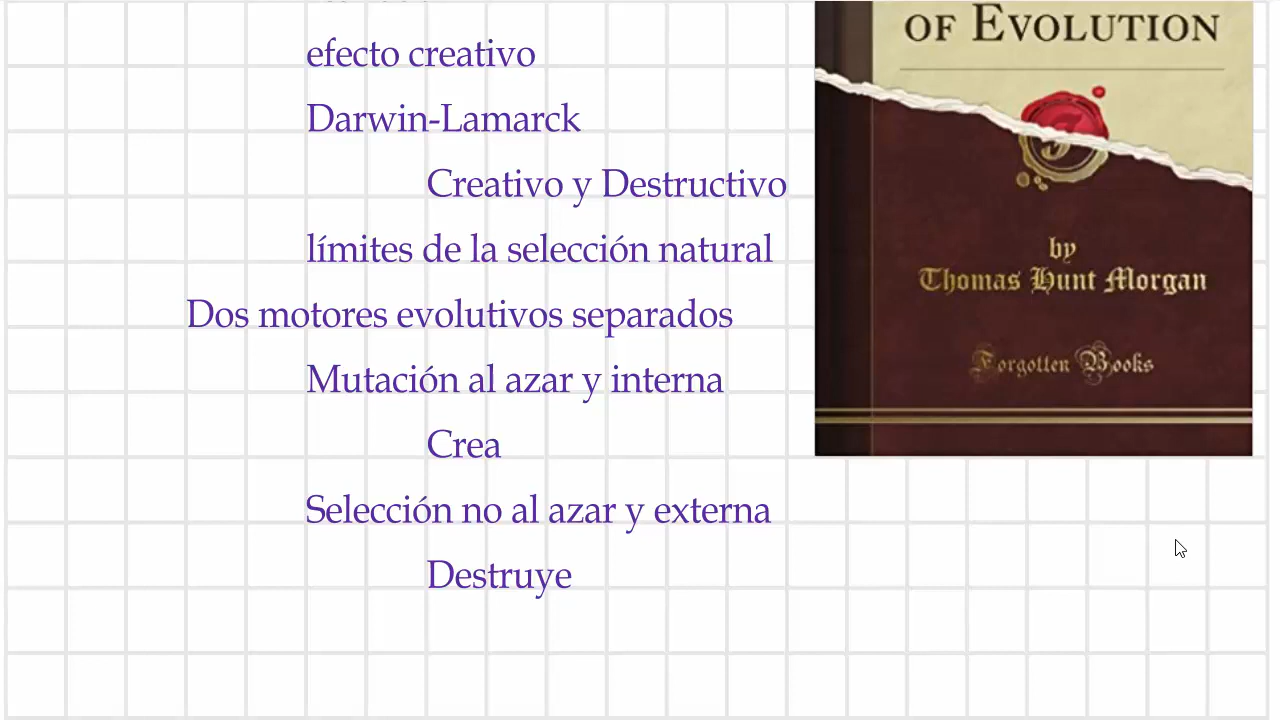 efecto creativo
Darwin-Lamarck
Creativo y Destructivo
límites de la selección natural
Dos motores evolutivos separados
Mutación al azar y interna
Crea
Selección no al azar y externa
Destruye
OF EVOLUTION
by
Thomas Hunt Morgan
Forgotten Books